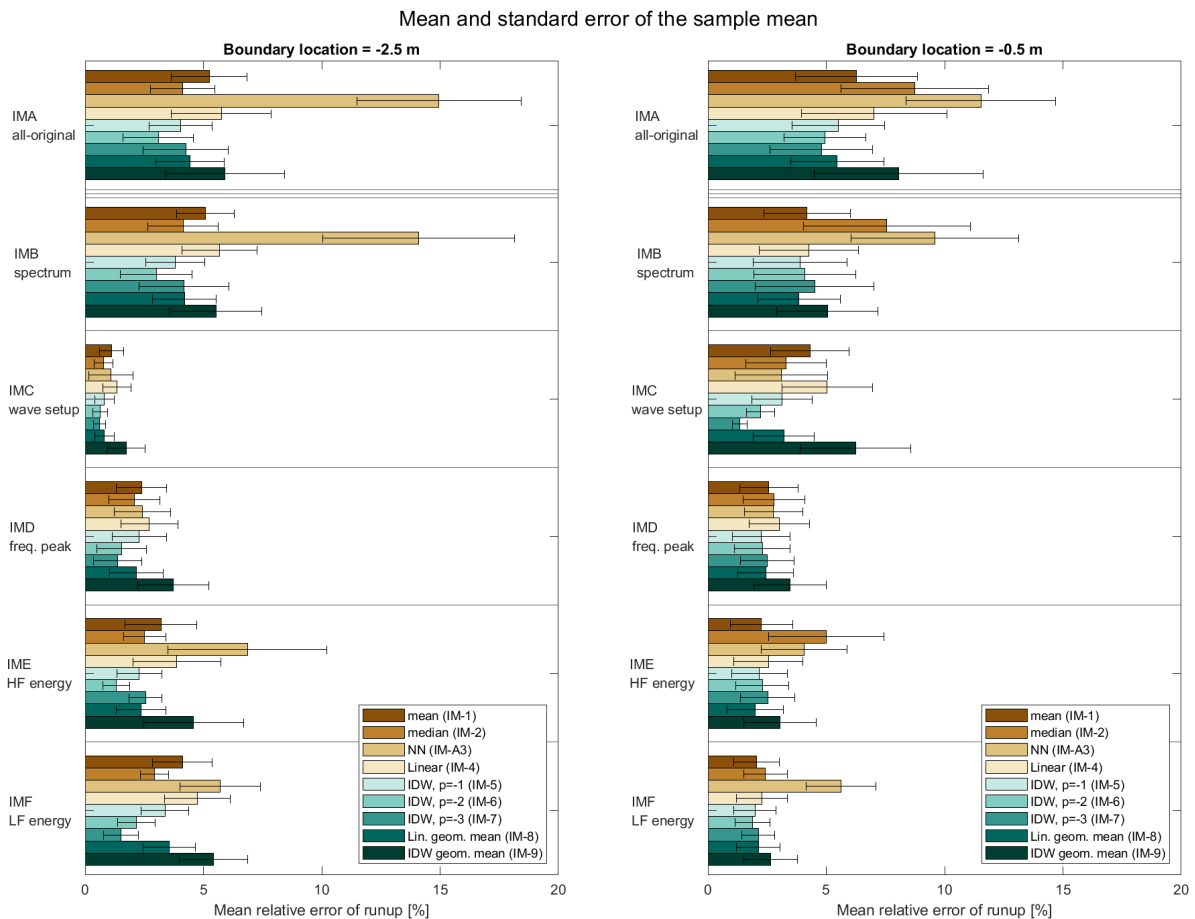 Mean and standard error of the sample mean
Boundary location = -2.5 m
IMA
all-original
IMB
spectrum
IMC
wave setup
IMD
freq. peak
IME
HF energy
IMF
LF energy
mean (IM-1)
median (IM-2)
NN (IM-A3)
Linear (IM-4)
IDW, p=-1 (IM-5)
IDW, p=-2 (IM-6)
IDW, p=-3 (IM-7)
Lin. geom. mean (IM-8)
IDW geom. mean (IM-9)
0 5 10 15 20
Mean relative error of runup [%]
Boundary location = -0.5 m
IMA
all-original
IMB
spectrum
IMC
wave setup
IMD
freq. peak
IME
HF energy
IMF
LF energy
mean (IM-1)
median (IM-2)
NN (IM-A3)
Linear (IM-4)
IDW, p=-1 (IM-5)
IDW, p=-2 (IM-6)
IDW, p=-3 (IM-7)
Lin. geom. mean (IM-8)
IDW geom. mean (IM-9)
0 5 10 15 20
Mean relative error of runup [%]